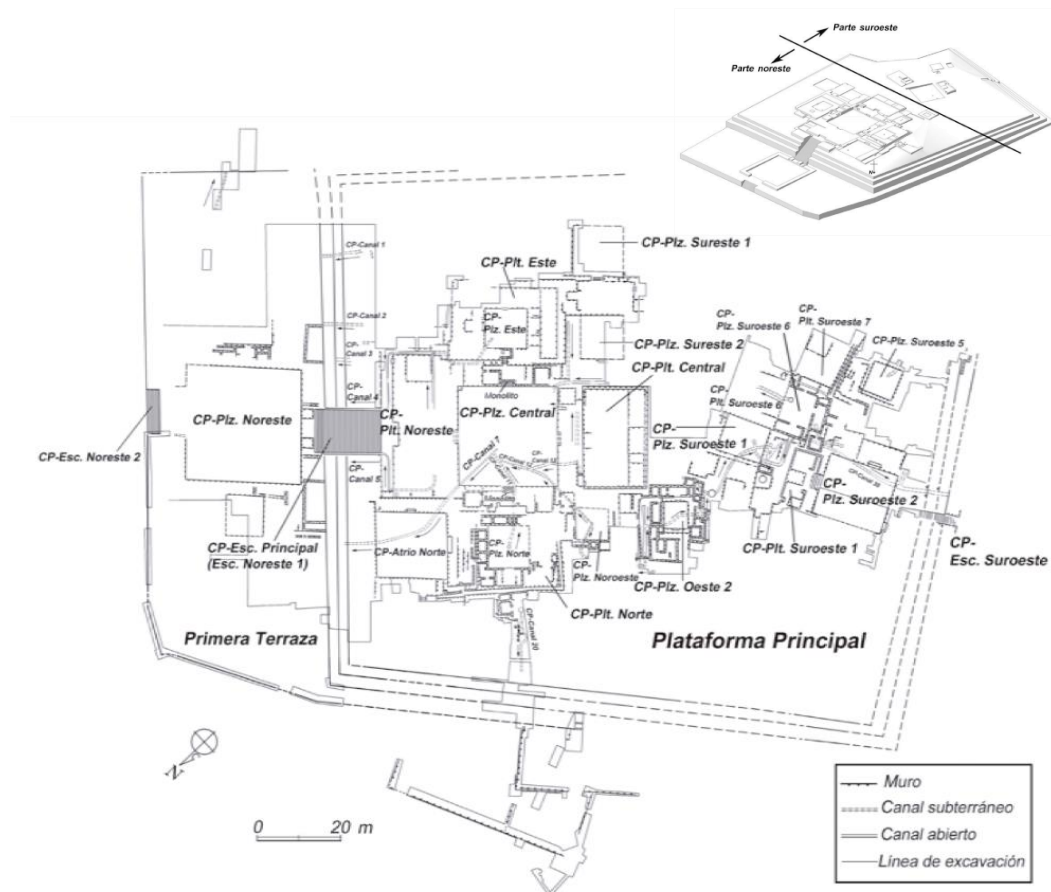 Parte suroeste
Parte noreste
N
CP-Canal 1
CP-Plz. Sureste 1
CP-Plt. Este
CP-
Plz. Este
CP-Canal 2
CP-
Canal 3
CP-Plz. Sureste 2
CP-
Plz. Suroeste 6
CP-
Plt. Suroeste 7
CP-Plz. Suroeste 5
CP-Plt. Central
CP-
Canal 4
Monolito
CP-
Plt. Suroeste 6
CP-Plz. Noreste
CP-
Plt. Noreste
CP-Plz. Central
CP-
Plz. Suroeste 1
CP-Esc. Noreste 2
CP-
Canal 5
CP-Canal 7
CP-
Plz. Suroeste 2
CP-Esc. Principal
(Esc. Noreste 1)
CP-Atrio Norte
CP-
Plz. Norte
CP-
Plz. Noroeste
CP-Plz. Oeste 2
CP-Plt. Suroeste 1
CP-
Esc. Suroeste
CP-Plt. Norte
CP-Canal 20
Primera Terraza
Plataforma Principal
N
0 20 m
Muro
Canal subterráneo
Canal abierto
Línea de excavación